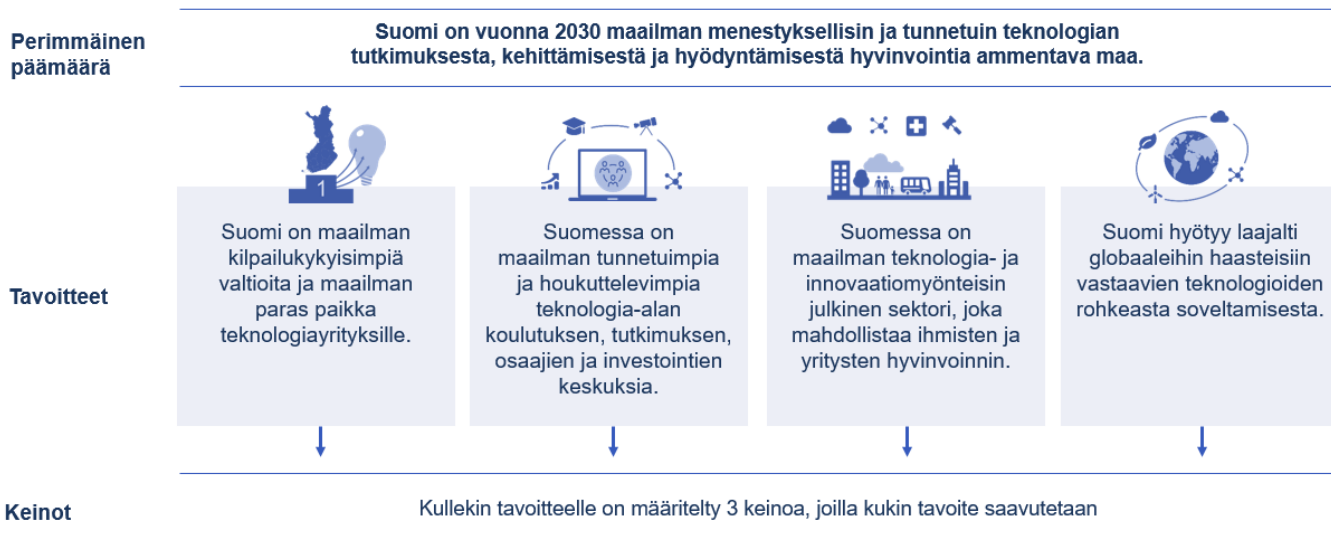 Perimmäinen
päämäärä
Suomi on vuonna 2030 maailman menestyksellisin ja tunnetuin teknologian
tutkimuksesta, kehittämisestä ja hyödyntämisestä hyvinvointia ammentava maa.
Tavoitteet
1
Suomi on maailman
kilpailukykyisimpiä
valtioita ja maailman
paras paikka
teknologiayrityksille.
Suomessa on
maailman tunnetuimpia
ja houkuttelevimpia
teknologia-alan
koulutuksen, tutkimuksen,
osaajien ja investointien
keskuksia.
Suomessa on
maailman teknologia- ja
innovaatiomyönteisin
julkinen sektori, joka
mahdollistaa ihmisten ja
yritysten hyvinvoinnin.
Suomi hyötyy laajalti
globaaleihin haasteisiin
vastaavien teknologioiden
rohkeasta soveltamisesta.
Keinot
Kullekin tavoitteelle on määritelty 3 keinoa, joilla kukin tavoite saavutetaan